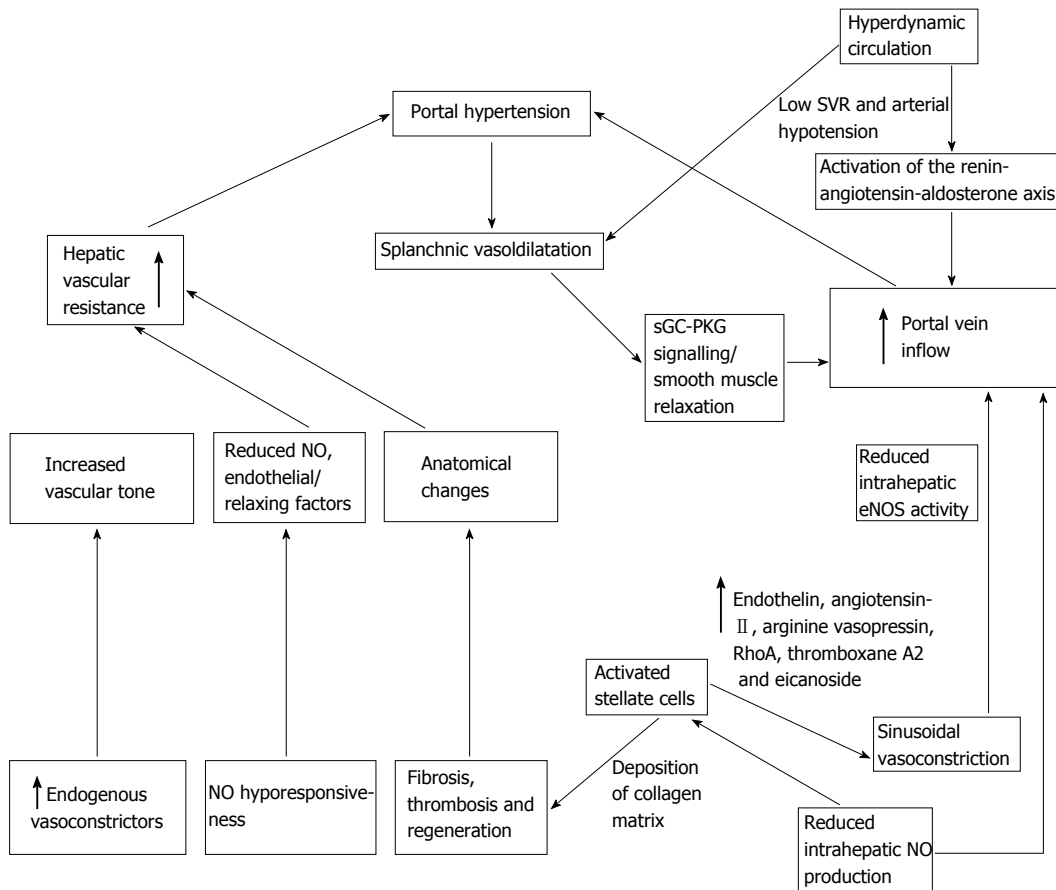 Hyperdynamic
circulation
Low SVR and arterial
hypotension
Portal hypertension
Activation of the renin-
angiotensin-aldosterone axis
Splanchnic vasoldilatation
Hepatic
vascular
resistance
sGC-PKG
signalling/
smooth muscle
relaxation
Portal vein
inflow
Increased
vascular tone
Reduced NO,
endothelial/
relaxing factors
Anatomical
changes
Reduced
intrahepatic
eNOS activity
Endothelin, angiotensin-
Ⅱ, arginine vasopressin,
RhoA, thromboxane A2
and eicanoside
Activated
stellate cells
Sinusoidal
vasoconstriction
Deposition
of collagen
matrix
Endogenous
vasoconstrictors
NO hyporesponsive-
ness
Fibrosis,
thrombosis and
regeneration
Reduced
intrahepatic NO
production